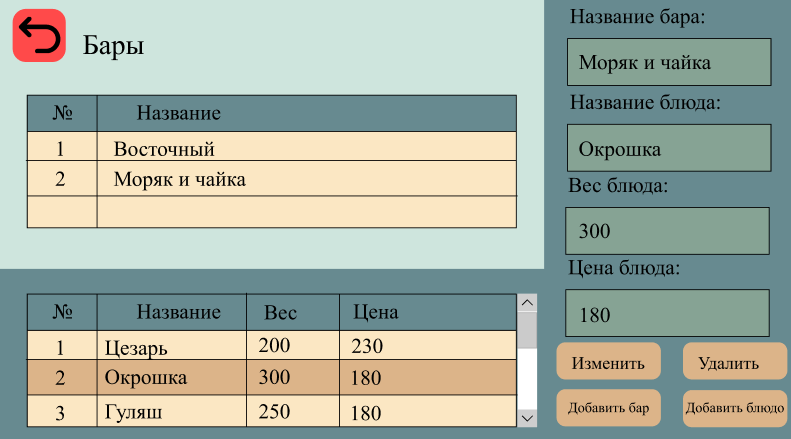 Бары
№ Название
1 Восточный
2 Моряк и чайка
№ Название Вес Цена
1 Цезарь 200 230
2 Окрошка 300 180
3 Гуляш 250 180
Название бара:
Моряк и чайка
Название блюда:
Окрошка
Вес блюда:
300
Цена блюда:
180
Изменить Удалить
Добавить бар Добавить блюдо